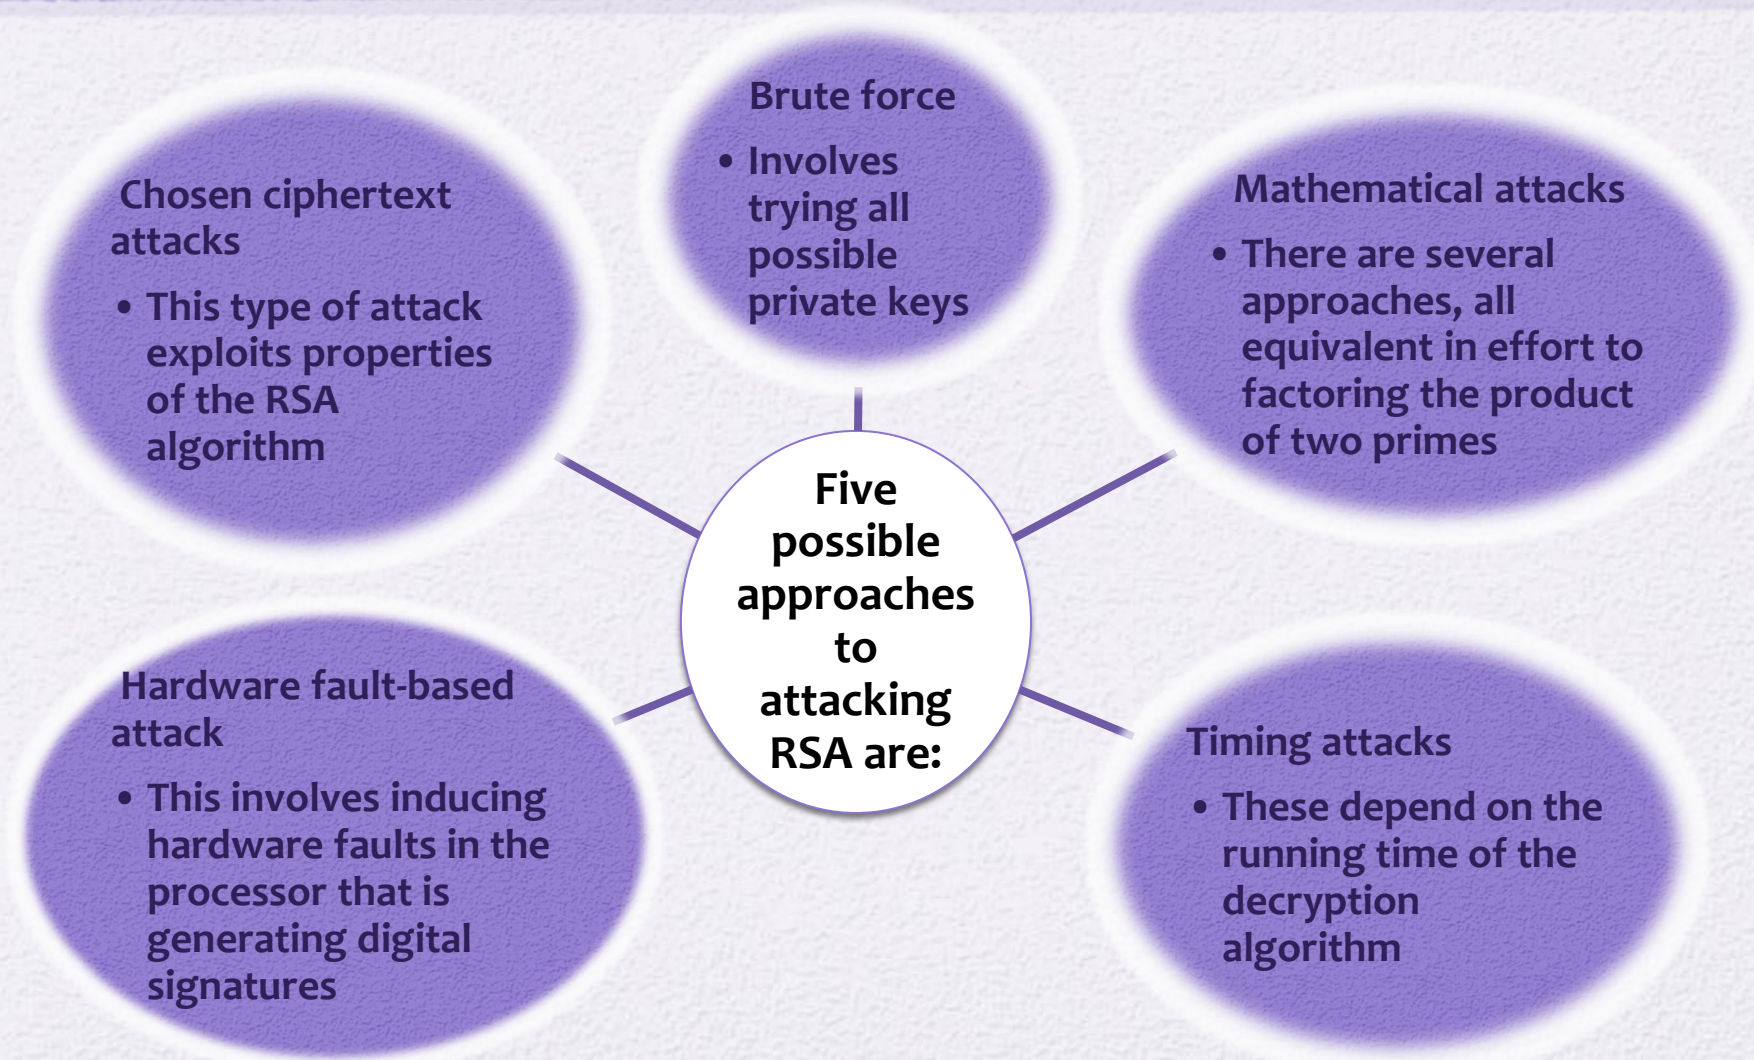 Five
possible
approaches
to
attacking
RSA are:
Brute force
• Involves
trying all
possible
private keys
Mathematical attacks
• There are several
approaches, all
equivalent in effort to
factoring the product
of two primes
Timing attacks
• These depend on the
running time of the
decryption
algorithm
Hardware fault-based
attack
• This involves inducing
hardware faults in the
processor that is
generating digital
signatures
Chosen ciphertext
attacks
• This type of attack
exploits properties
of the RSA
algorithm